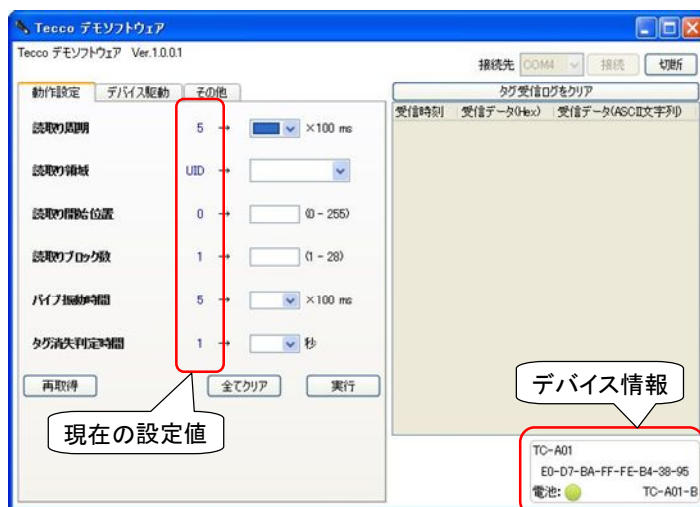 Tecco デモソフトウェア
Tecco デモソフトウェア Ver.1.0.0.1
接続先 COM4 接続 切断
動作設定 デバイス駆動 その他
タグ受信ログをクリア
受信時刻 受信データ(Hex) 受信データ(ASCII文字列)
読取り周期 5 → ×100 ms
読取り領域 UID →
読取り開始位置 0 → (0 - 255)
読取りブロック数 1 → (1 - 28)
バイブ振動時間 5 → ×100 ms
タグ消失判定時間 1 → 秒
再取得 全てクリア 実行
現在の設定値
デバイス情報
TC-A01
E0-D7-BA-FF-FE-B4-38-95
電池: TC-A01-B